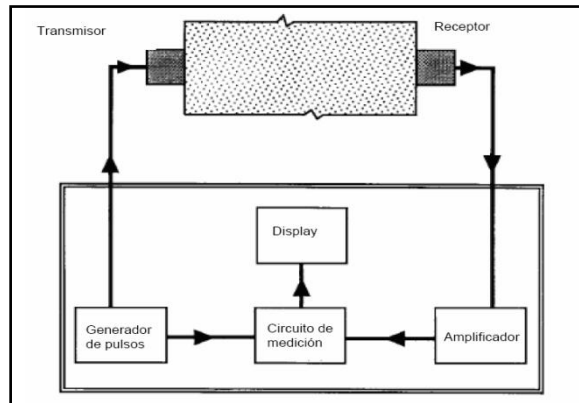 Transmisor
Receptor
Display
Generador
de pulsos
Circuito de
medición
Amplificador